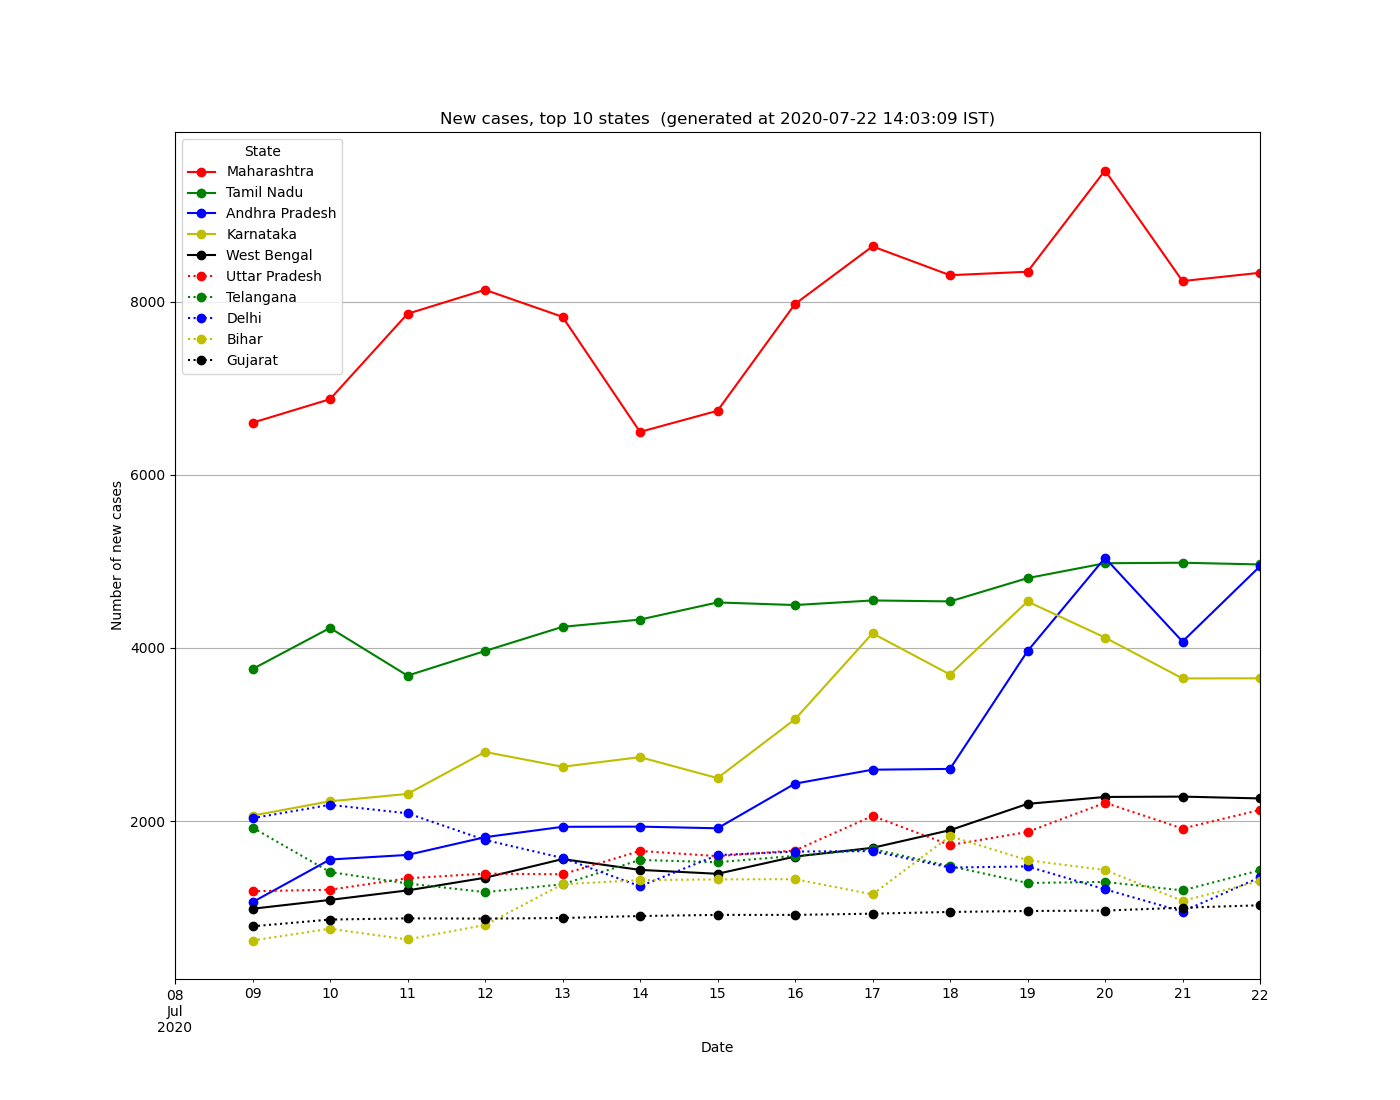 New cases, top 10 states  (generated at 2020-07-22 14:03:09 IST)
State
Maharashtra
Tamil Nadu
Andhra Pradesh
Karnataka
West Bengal
Uttar Pradesh
Telangana
Delhi
Bihar
Gujarat
8000
6000
4000
2000
Number of new cases
08 09 10 11 12 13 14 15 16 17 18 19 20 21 22
Jul
2020
Date